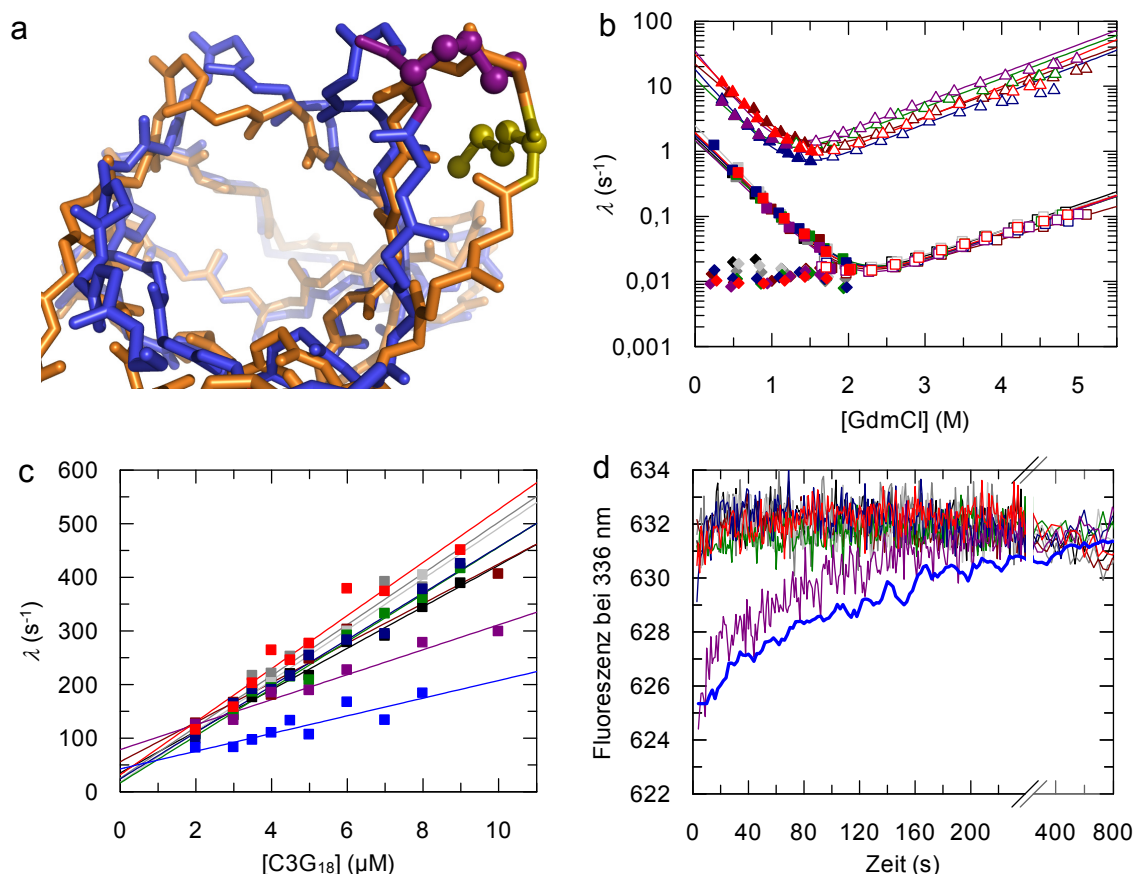 a
b
100
10
1
0,1
0,01
0,001
λ (s⁻¹)
0 1 2 3 4 5
[GdmCl] (M)
c
600
500
400
300
200
100
0
λ (s⁻¹)
0 2 4 6 8 10
[C3G₁₈] (µM)
d
634
632
630
628
626
624
622
Fluoreszenz bei 336 nm
0 40 80 120 160 200 400 800
Zeit (s)